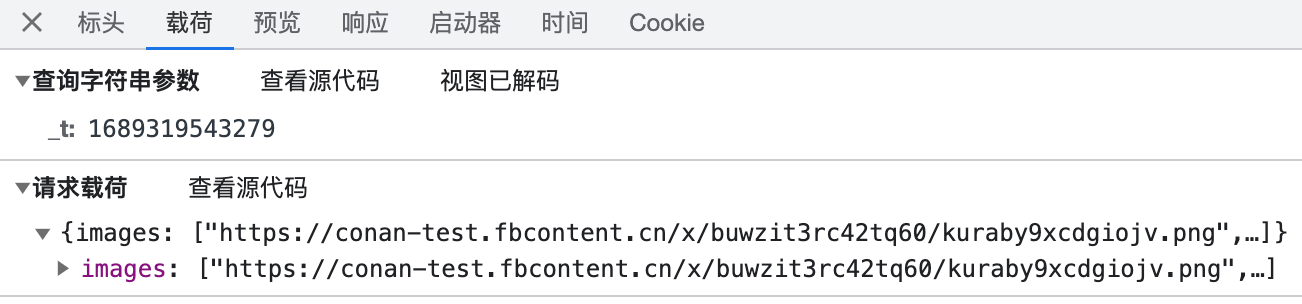 标头 载荷 预览 响应 启动器 时间 Cookie
查询字符串参数 查看源代码 视图已解码
_t: 1689319543279
请求载荷 查看源代码
{images: ["https://conan-test.fbcontent.cn/x/buwzit3rc42tq60/kuraby9xcdgiojv.png",…]}
images: ["https://conan-test.fbcontent.cn/x/buwzit3rc42tq60/kuraby9xcdgiojv.png",…]